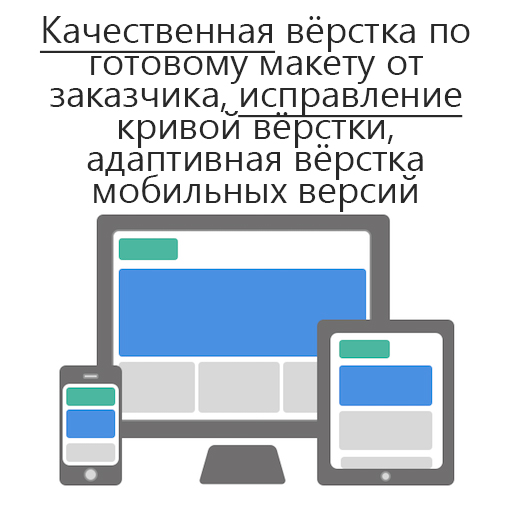 Качественная вёрстка по
готовому макету от
заказчика, исправление
кривой вёрстки,
адаптивная вёрстка
мобильных версий